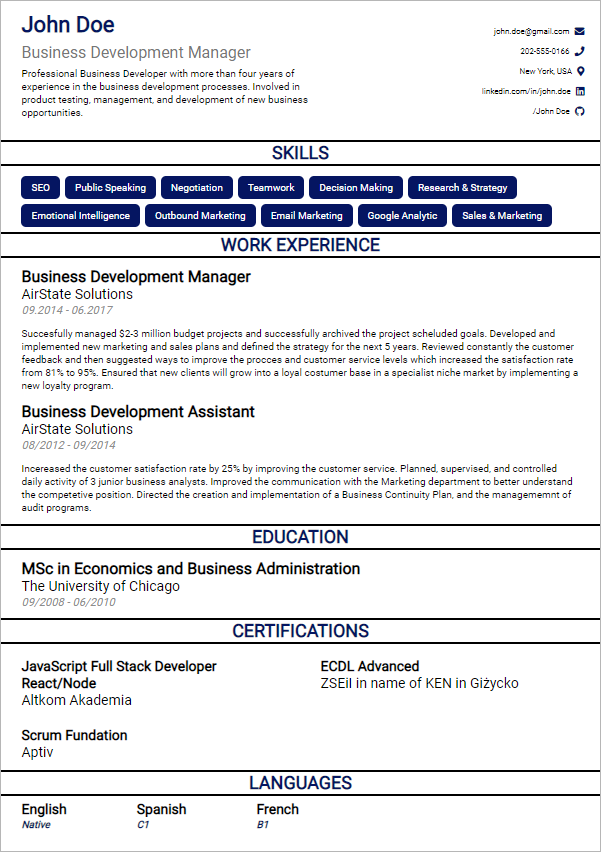 John Doe
Business Development Manager
Professional Business Developer with more than four years of
experience in the business development processes. Involved in
product testing, management, and development of new business
opportunities.
john.doe@gmail.com
202-555-0166
New York, USA
linkedin.com/in/john.doe
/John Doe
SKILLS
SEO Public Speaking Negotiation Teamwork Decision Making Research & Strategy
Emotional Intelligence Outbound Marketing Email Marketing Google Analytic Sales & Marketing
WORK EXPERIENCE
Business Development Manager
AirState Solutions
09.2014 - 06.2017
Succesfully managed $2-3 million budget projects and successfully archived the project scheluded goals. Developed and
implemented new marketing and sales plans and defined the strategy for the next 5 years. Reviewed constantly the customer
feedback and then suggested ways to improve the procces and customer service levels which increased the satisfaction rate
from 81% to 95%. Ensured that new clients will grow into a loyal costumer base in a specialist niche market by implementing a
new loyalty program.
Business Development Assistant
AirState Solutions
08/2012 - 09/2014
Incereased the customer satisfaction rate by 25% by improving the customer service. Planned, supervised, and controlled
daily activity of 3 junior business analysts. Improved the communication with the Marketing department to better understand
the competetive position. Directed the creation and implementation of a Business Continuity Plan, and the managememnt of
audit programs.
EDUCATION
MSc in Economics and Business Administration
The University of Chicago
09/2008 - 06/2010
CERTIFICATIONS
JavaScript Full Stack Developer
React/Node
Altkom Akademia
ECDL Advanced
ZSEiI in name of KEN in Giżycko
Scrum Fundation
Aptiv
LANGUAGES
English Spanish French
Native C1 B1